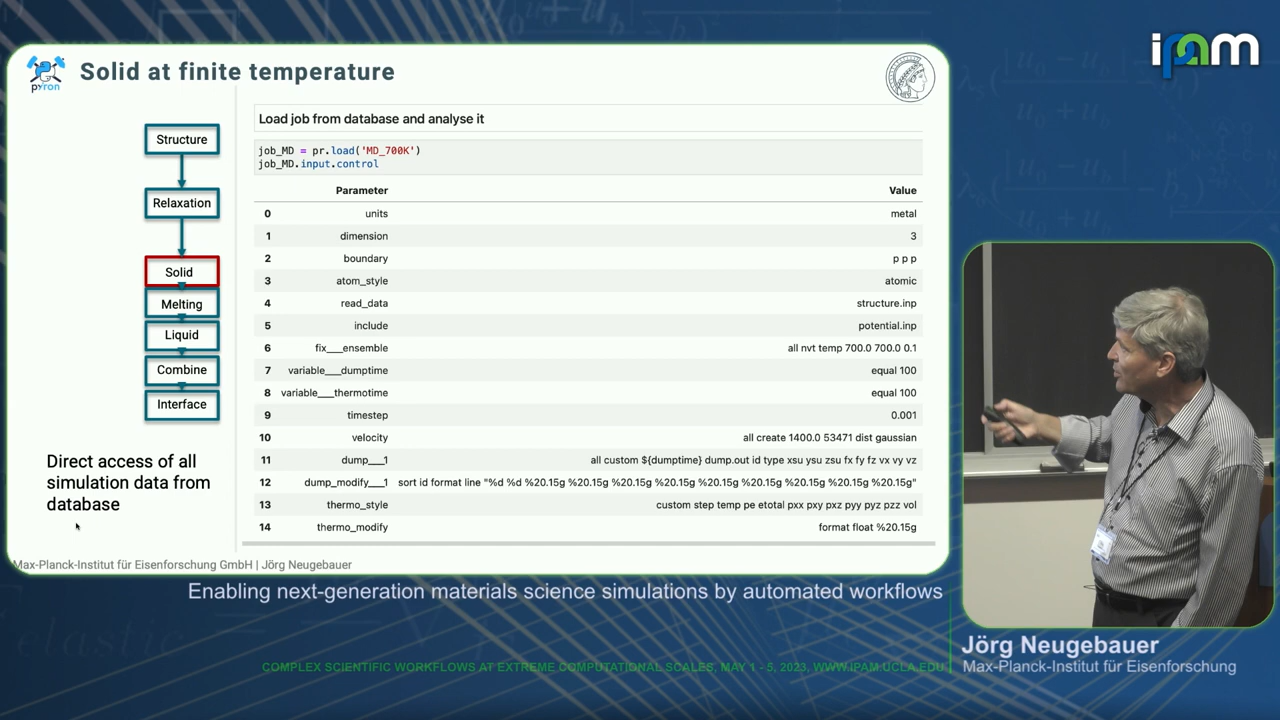 pyron
Solid at finite temperature
ipam
Structure
Relaxation
Solid
Melting
Liquid
Combine
Interface
Direct access of all
simulation data from
database
Load job from database and analyse it
job_MD = pr.load('MD_700K')
job_MD.input.control
Parameter Value
0 units metal
1 dimension 3
2 boundary p p p
3 atom_style atomic
4 read_data structure.inp
5 include potential.inp
6 fix___ensemble all nvt temp 700.0 700.0 0.1
7 variable___dumptime equal 100
8 variable___thermotime equal 100
9 timestep 0.001
10 velocity all create 1400.0 53471 dist gaussian
11 dump___1 all custom ${dumptime} dump.out id type xsu ysu zsu fx fy fz vx vy vz
12 dump_modify___1 sort id format line "%d %d %20.15g %20.15g %20.15g %20.15g %20.15g %20.15g %20.15g %20.15g %20.15g"
13 thermo_style custom step temp pe etotal pxx pxy pxz pyy pyz pzz vol
14 thermo_modify format float %20.15g
Max-Planck-Institut für Eisenforschung GmbH | Jörg Neugebauer
Enabling next-generation materials science simulations by automated workflows
Jörg Neugebauer
Max-Planck-Institut für Eisenforschung
COMPLEX SCIENTIFIC WORKFLOWS AT EXTREME COMPUTATIONAL SCALES, MAY 1 - 5, 2023, WWW.IPAM.UCLA.EDU